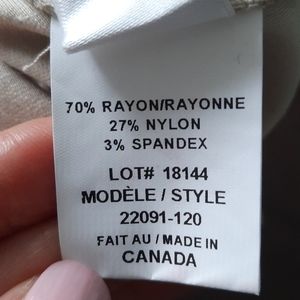 70% RAYON/RAYONNE
27% NYLON
3% SPANDEX
LOT# 18144
MODÈLE / STYLE
22091-120
FAIT AU / MADE IN
CANADA